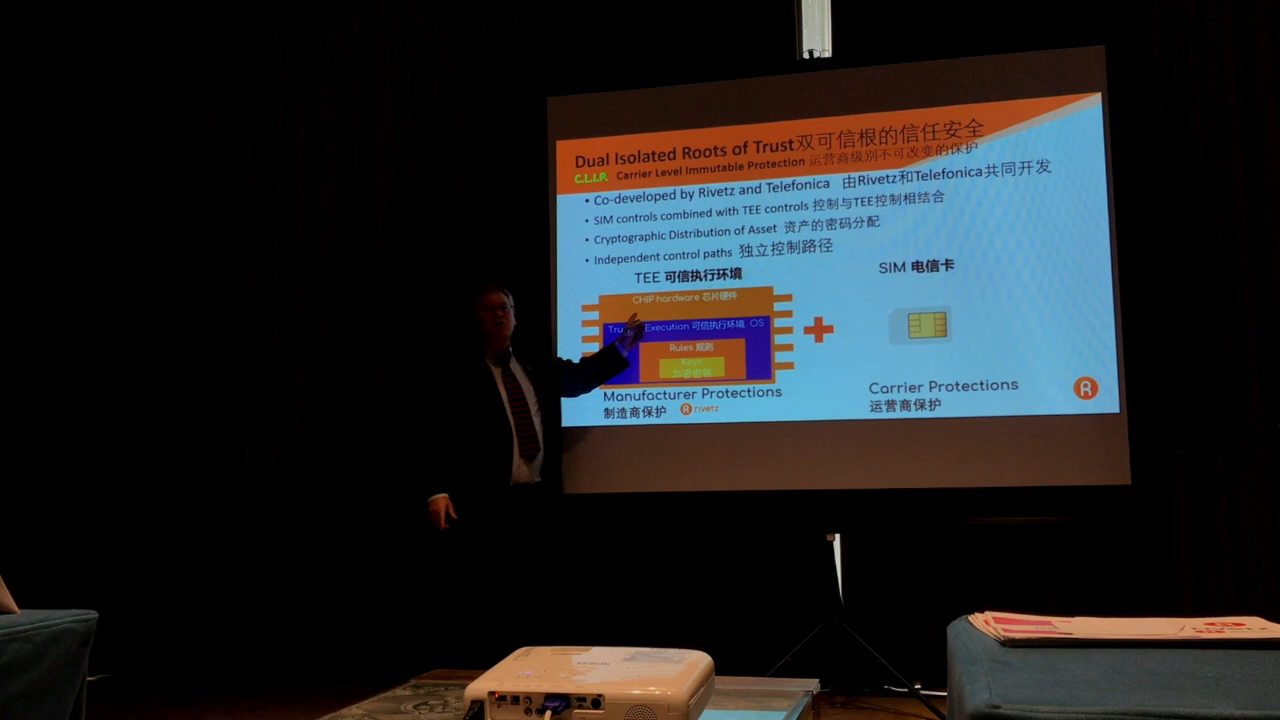 Dual Isolated Roots of Trust双可信根的信任安全
C.L.I.P. Carrier Level Immutable Protection 运营商级别不可改变的保护
• Co-developed by Rivetz and Telefonica 由Rivetz和Telefonica共同开发
• SIM controls combined with TEE controls 控制与TEE控制相结合
• Cryptographic Distribution of Asset 资产的密码分配
• Independent control paths 独立控制路径
TEE 可信执行环境
SIM 电信卡
CHIP hardware 芯片硬件
Execution 可信执行环境 OS
Rules 规则
Keys
加密密钥
Manufacturer Protections
制造商保护
R rivetz
Carrier Protections
运营商保护
R